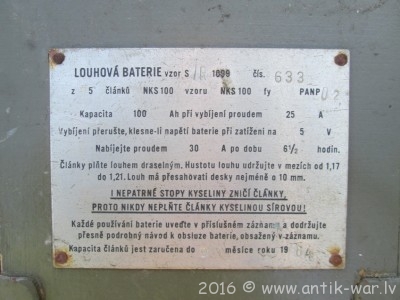 LOUHOVÁ BATERIE vzor S 1099 čís. 633
z 5 článků NKS100 vzoru NKS100 fy PANP 02
Kapacita 100 Ah při vybíjení proudem 25 A
Vybíjení přerušte, klesne-li napětí baterie při zatížení na 5 V
Nabíjejte proudem 30 A po dobu 6½ hodin.
Články plňte louhem draselným. Hustotu louhu udržujte v mezích od 1,17
do 1,21. Louh má přesahovati desky nejméně o 10 mm.
! NEPATRNÉ STOPY KYSELINY ZNIČÍ ČLÁNKY,
PROTO NIKDY NEPLŇTE ČLÁNKY KYSELINOU SÍROVOU!
Každé používání baterie uveďte v příslušném záznamu a dodržujte
přesně podrobný návod k obsluze baterie, obsažený v záznamu.
Kapacita článků jest zaručena do měsíce roku 19
2016 © www.antik-war.lv